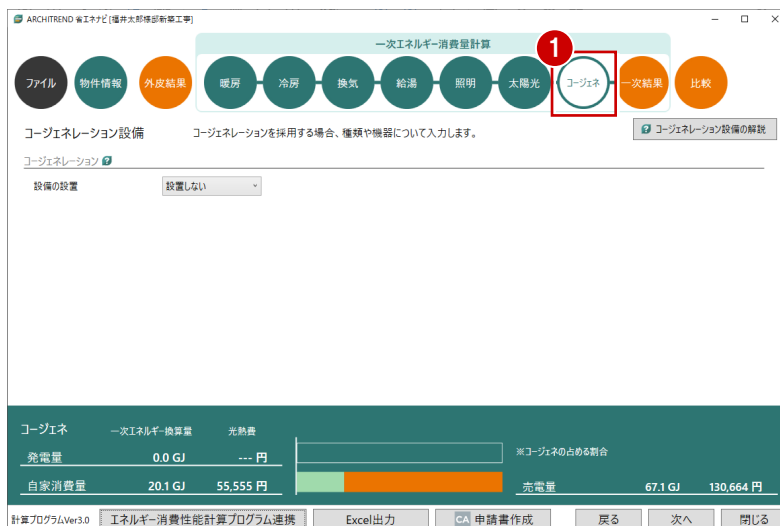 ARCHITREND 省エネナビ[福井太郎様邸新築工事]
一次エネルギー消費量計算
1
ファイル 物件情報 外皮結果 暖房 冷房 換気 給湯 照明 太陽光 コージェネ 一次結果 比較
コージェネレーション設備 コージェネレーションを採用する場合、種類や機器について入力します。 ? コージェネレーション設備の解説
コージェネレーション ?
設備の設置 設置しない
コージェネ 一次エネルギー換算量 光熱費
発電量 0.0 GJ --- 円 ※コージェネの占める割合
自家消費量 20.1 GJ 55,555 円 売電量 67.1 GJ 130,664 円
計算プログラムVer3.0 エネルギー消費性能計算プログラム連携 Excel出力 CA 申請書作成 戻る 次へ 閉じる